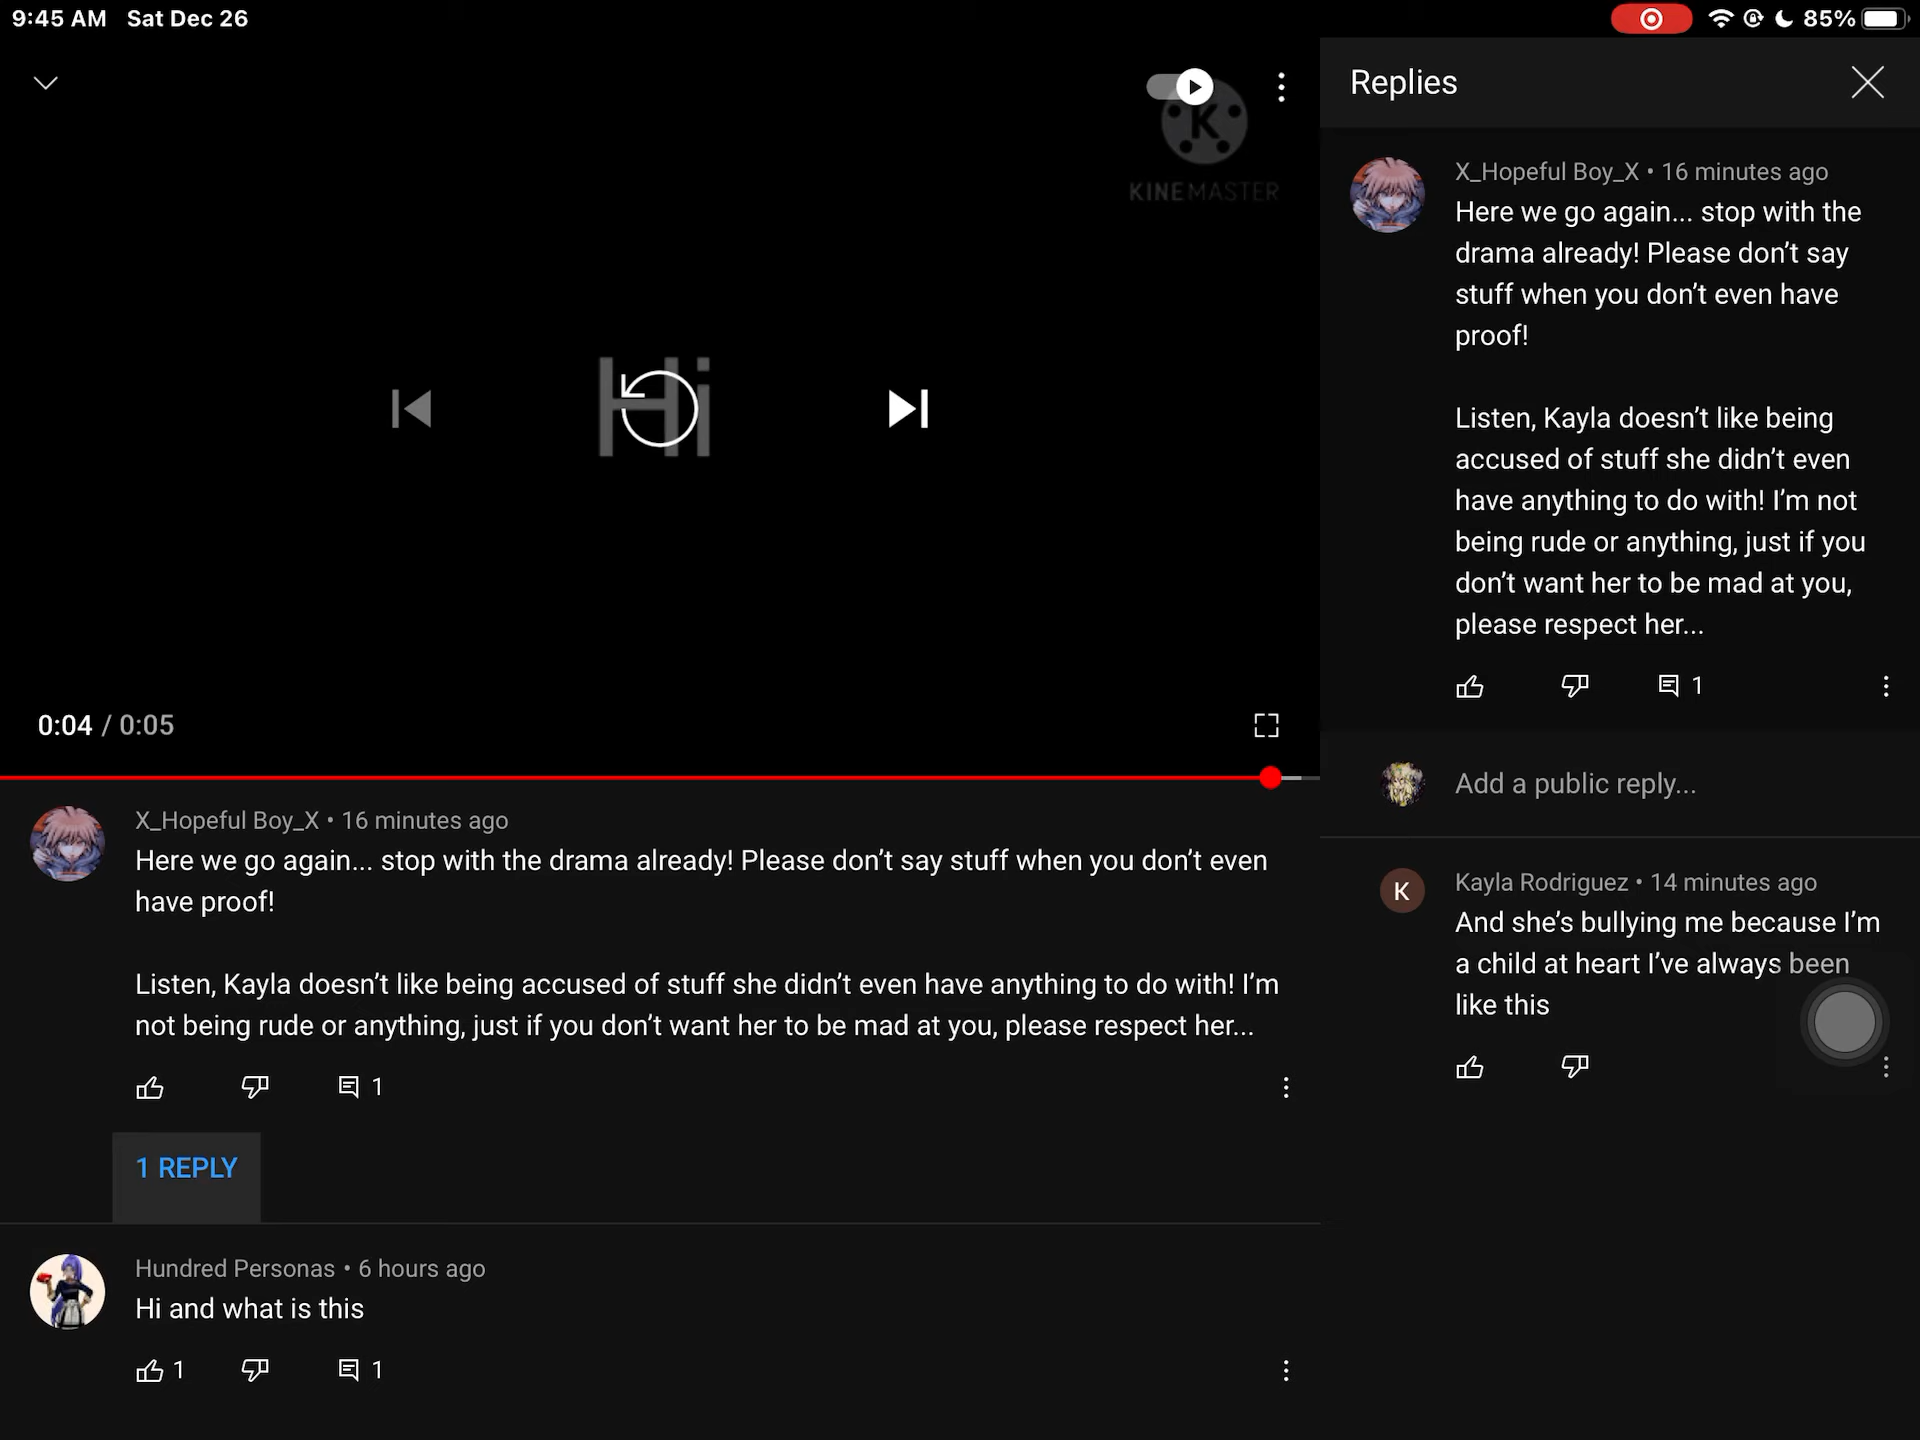 9:45 AM Sat Dec 26
85%
K
KINEMASTER
Hi
0:04 / 0:05
X_Hopeful Boy_X • 16 minutes ago
Here we go again... stop with the drama already! Please don’t say stuff when you don’t even
have proof!
Listen, Kayla doesn’t like being accused of stuff she didn’t even have anything to do with! I’m
not being rude or anything, just if you don’t want her to be mad at you, please respect her...
1
1 REPLY
Hundred Personas • 6 hours ago
Hi and what is this
1 1
Replies
X_Hopeful Boy_X • 16 minutes ago
Here we go again... stop with the
drama already! Please don’t say
stuff when you don’t even have
proof!
Listen, Kayla doesn’t like being
accused of stuff she didn’t even
have anything to do with! I’m not
being rude or anything, just if you
don’t want her to be mad at you,
please respect her...
1
Add a public reply...
K
Kayla Rodriguez • 14 minutes ago
And she’s bullying me because I’m
a child at heart I’ve always been
like this